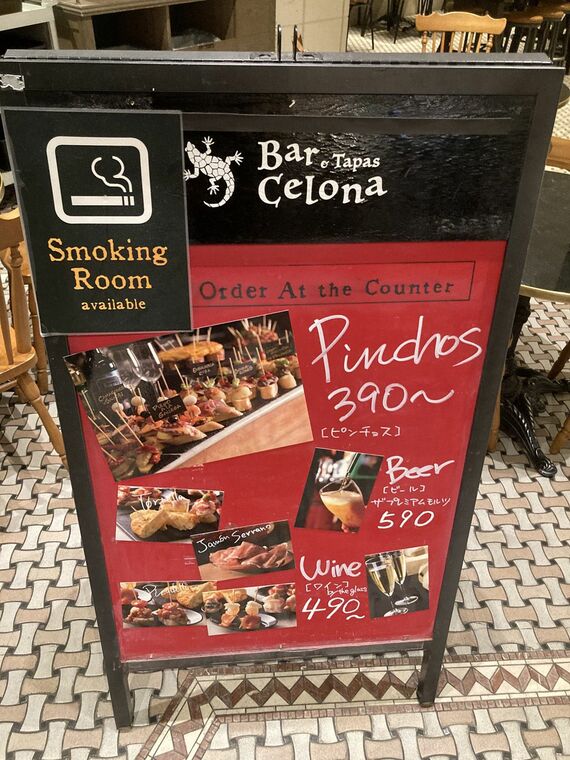 Bar & Tapas
Celona
Smoking
Room
available
Order At the Counter
Pinchos
390〜
[ピンチョス]
Beer
[ビール]
ザ・プレミアムモルツ
590
Tortilla
Jamón Serrano
Wine
[ワイン]
by the glass
490〜